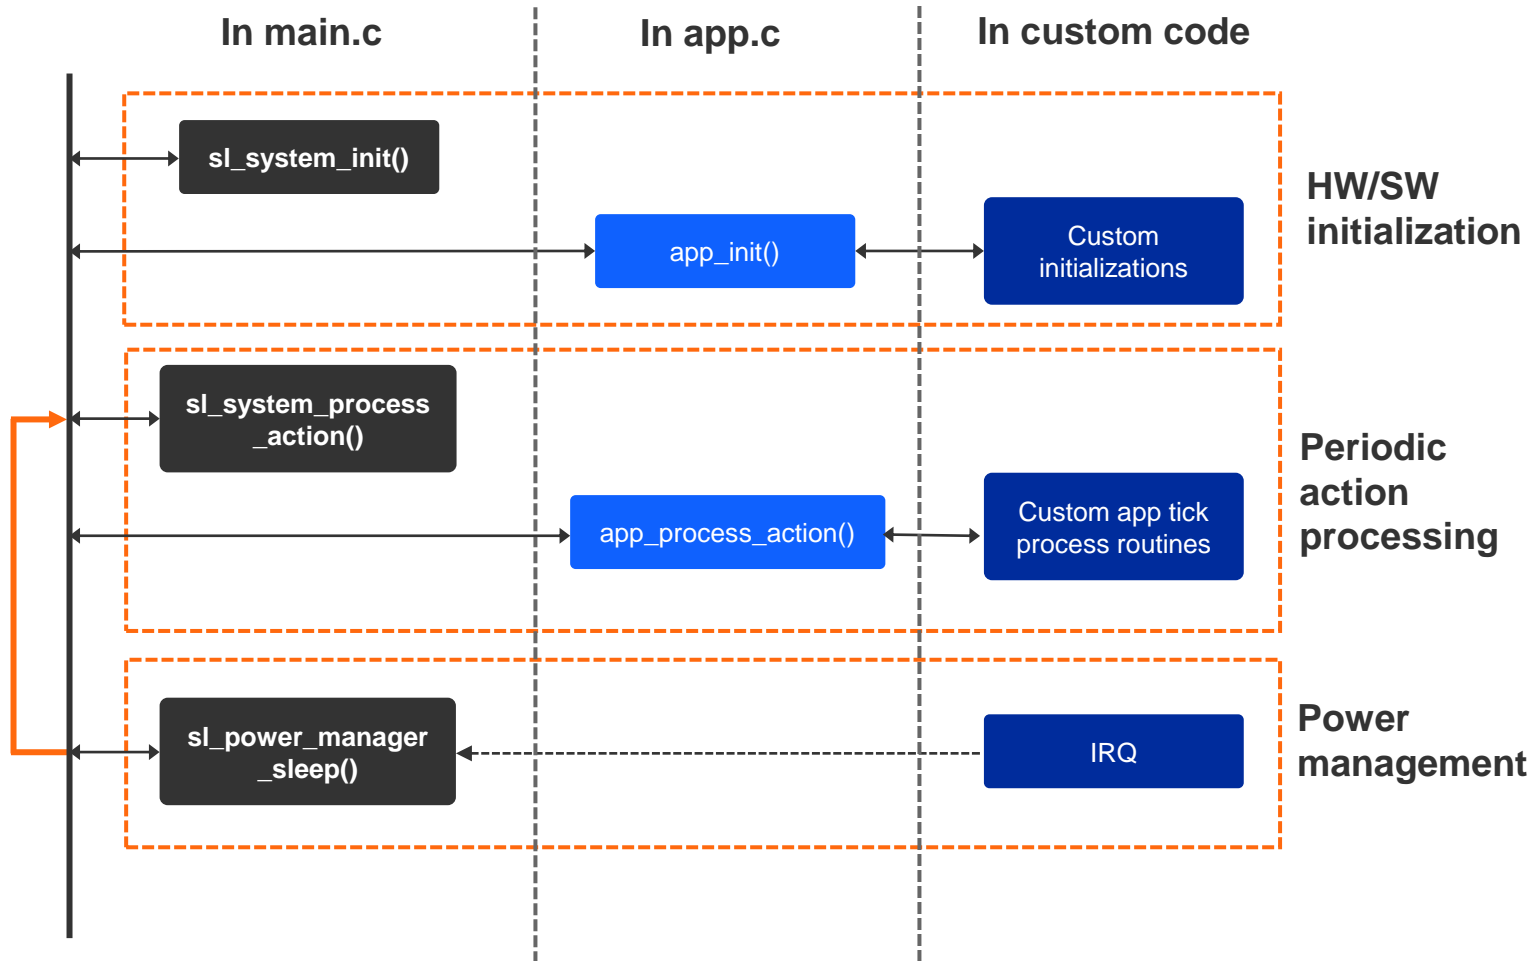 In main.c
In app.c
In custom code
sl_system_init()
app_init()
Custom
initializations
HW/SW
initialization
sl_system_process
_action()
app_process_action()
Custom app tick
process routines
Periodic
action
processing
sl_power_manager
_sleep()
IRQ
Power
management